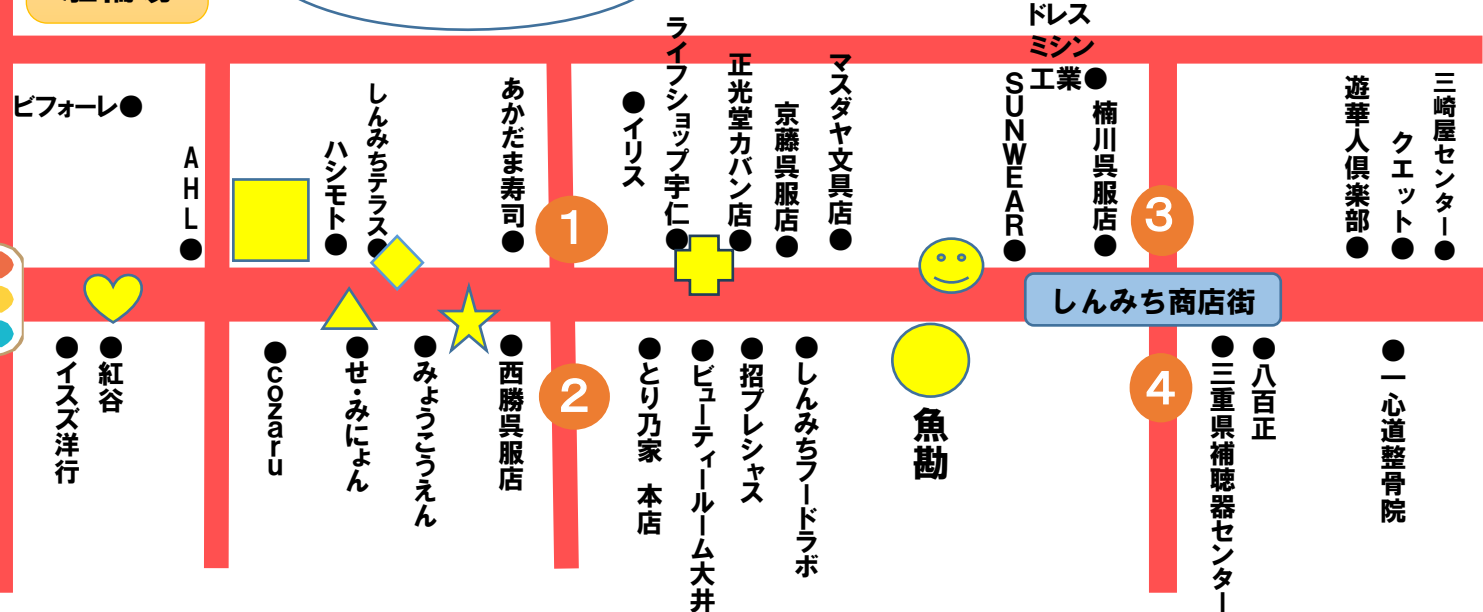 ドレス
ミシン
工業
ビフォーレ
AHL
ハシモト
しんみちテラス
あかだま寿司
イリス
ライフショップ宇仁
正光堂カバン店
京藤呉服店
マスダヤ文具店
SUNWEAR
楠川呉服店
遊華人倶楽部
クエット
三崎屋センター
1
3
しんみち商店街
2
4
イスズ洋行
紅谷
cozaru
せ・みにょん
みょうこうえん
西勝呉服店
とり乃家 本店
ビューティールーム大井
招プレシャス
しんみちフードラボ
魚勘
三重県補聴器センター
八百正
一心道整骨院